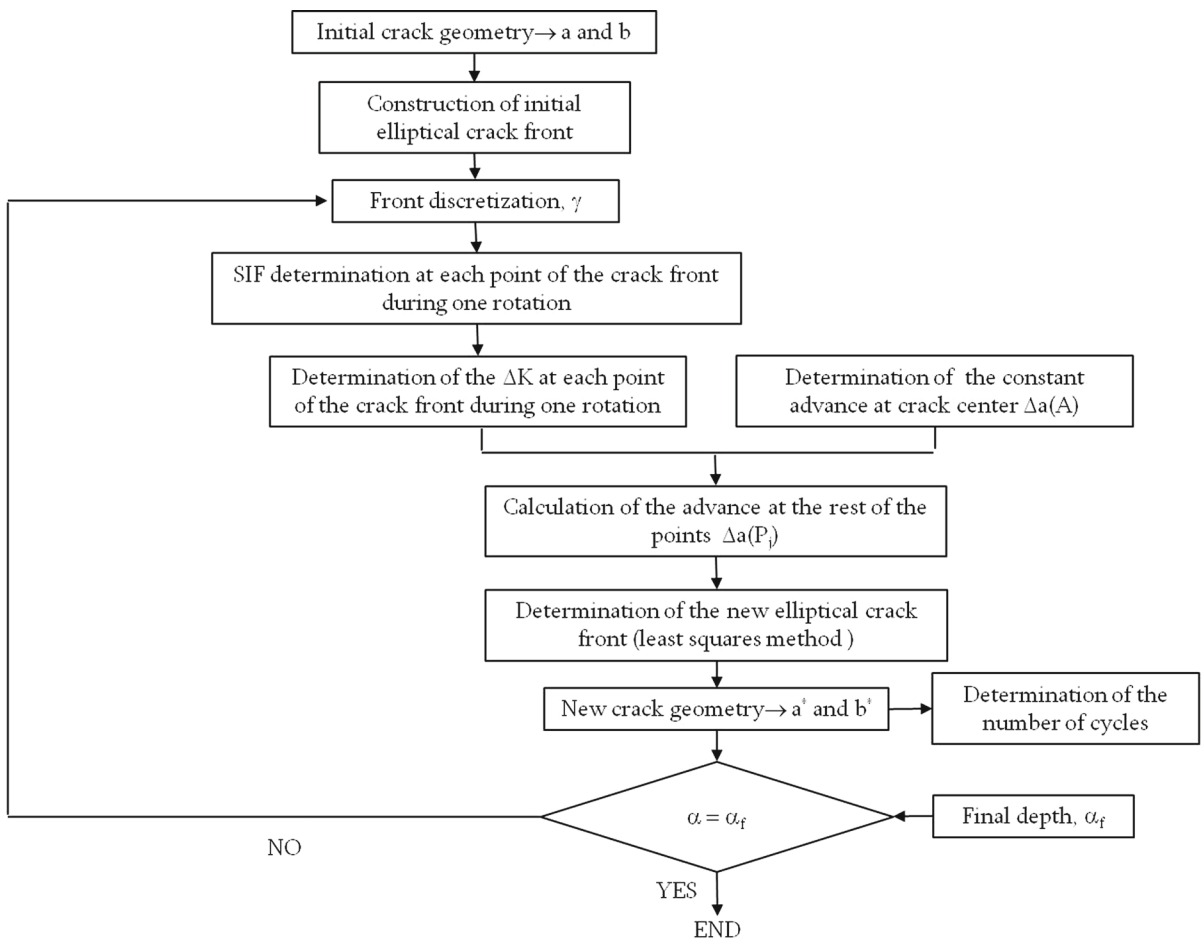 Initial crack geometry→ a and b
Construction of initial
elliptical crack front
Front discretization, γ
SIF determination at each point of the crack front
during one rotation
Determination of the ΔK at each point
of the crack front during one rotation
Determination of the constant
advance at crack center Δa(A)
Calculation of the advance at the rest of the
points Δa(Pj)
Determination of the new elliptical crack
front (least squares method )
New crack geometry→ a* and b*
Determination of the
number of cycles
α = αf
Final depth, αf
NO
YES
END